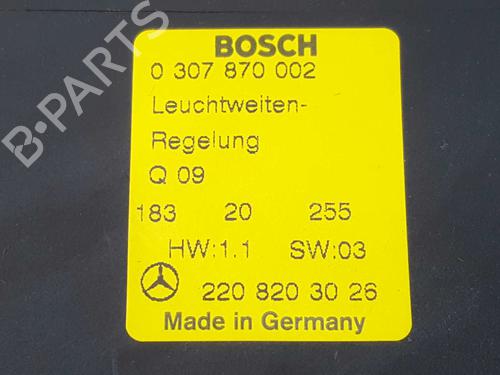 BOSCH
0 307 870 002
Leuchtweiten-
Regelung
Q 09
183 20 255
HW:1.1 SW:03
220 820 30 26
Made in Germany
B-PARTS